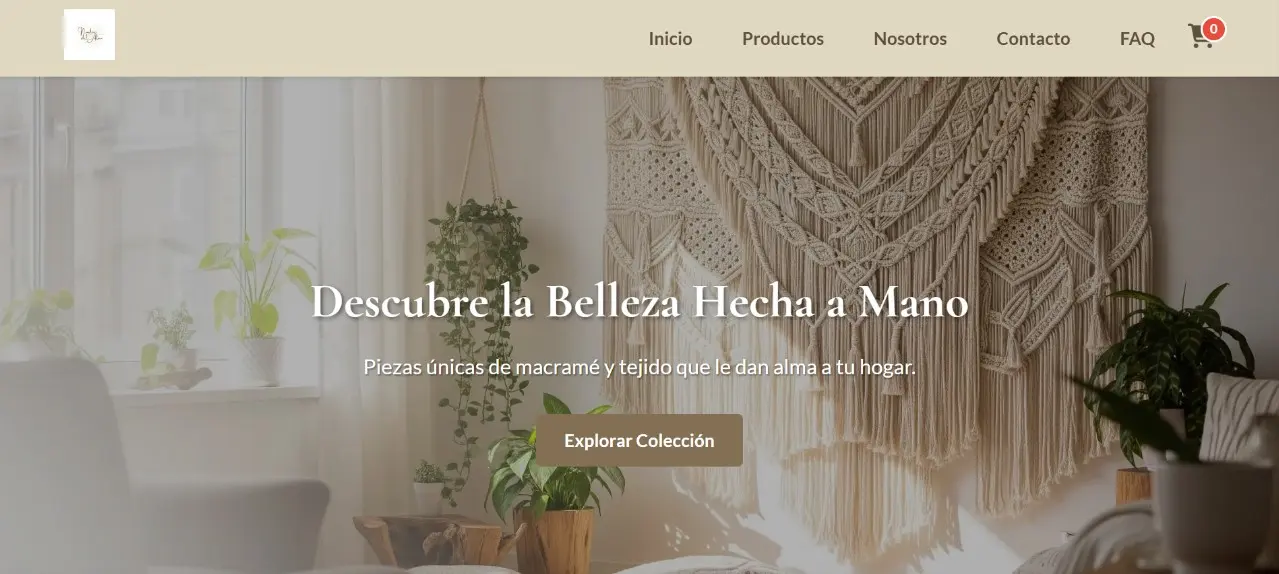 Inicio
Productos
Nosotros
Contacto
FAQ
0
Descubre la Belleza Hecha a Mano
Piezas únicas de macramé y tejido que le dan alma a tu hogar.
Explorar Colección